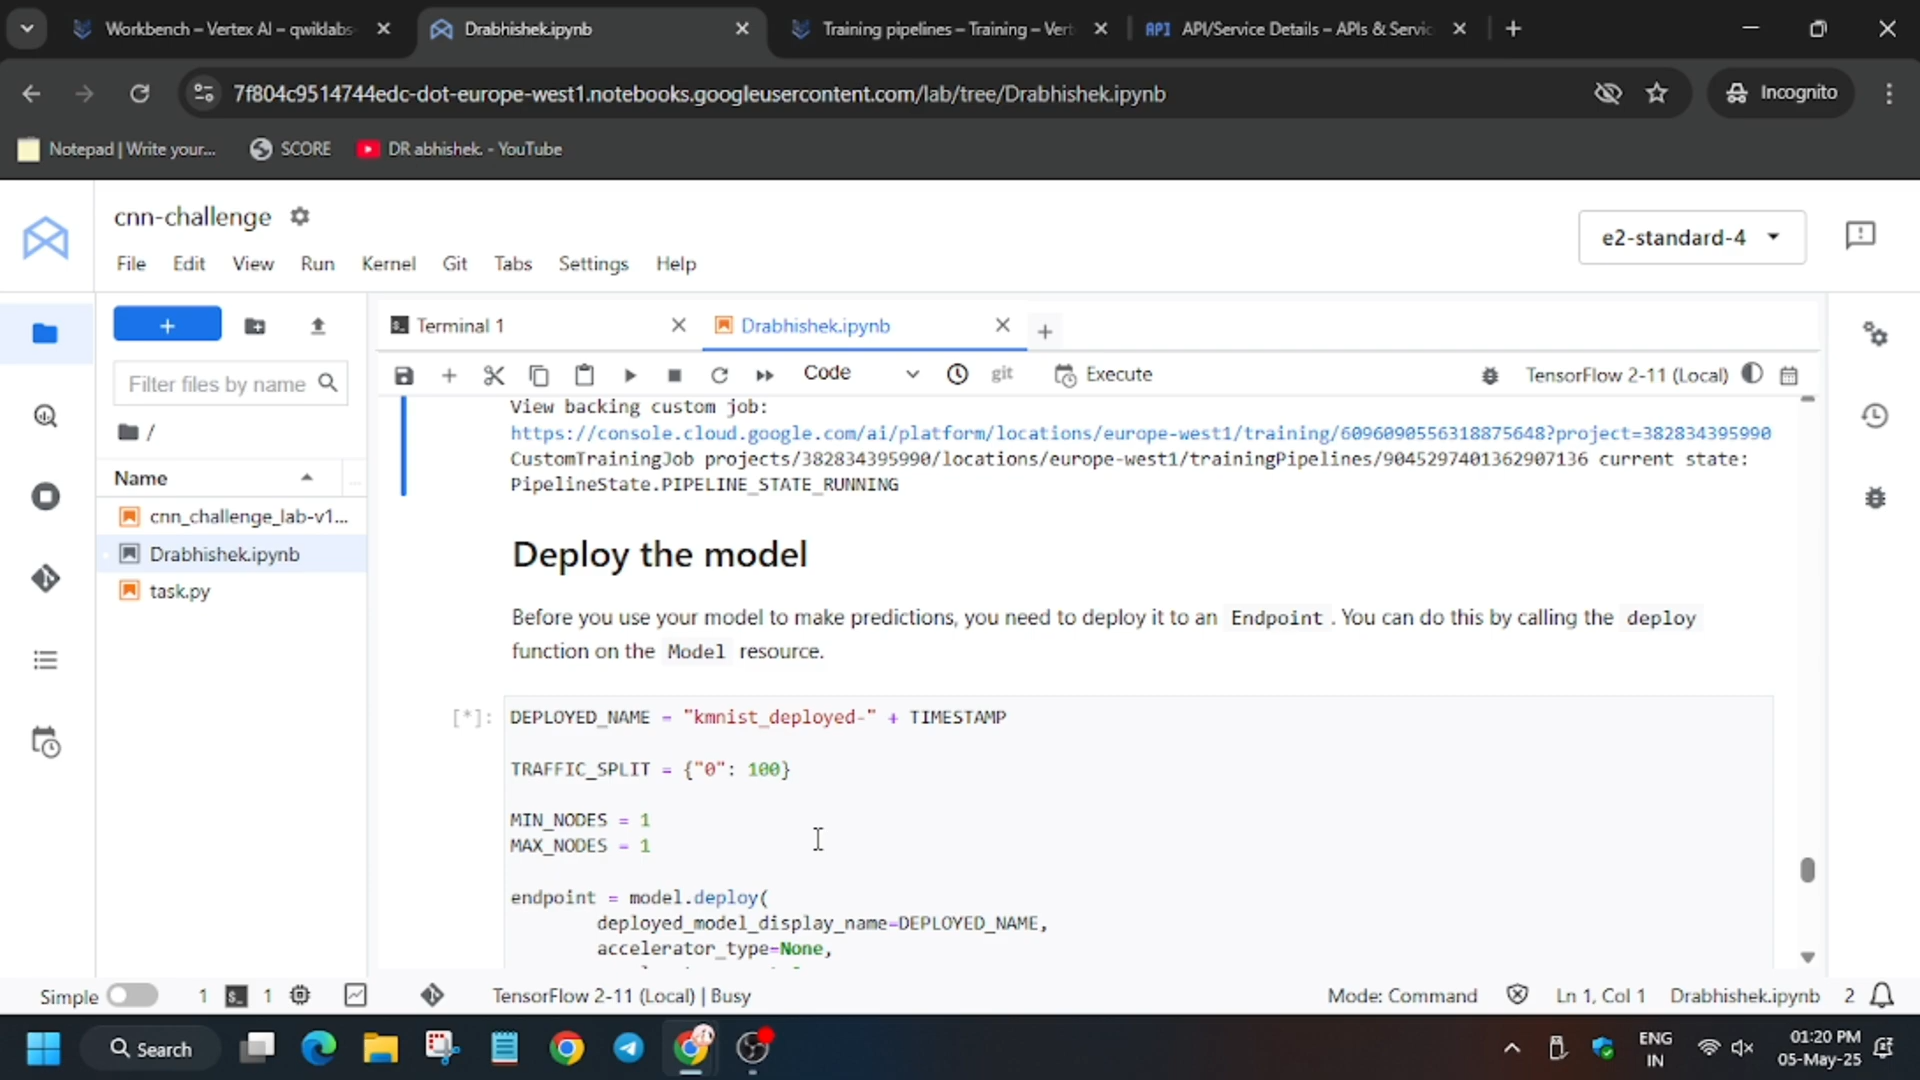 Workbench – Vertex AI – qwiklabs-
Drabhishek.ipynb
Training pipelines – Training – Vert
API API/Service Details – APIs & Servic
7f804c9514744edc-dot-europe-west1.notebooks.googleusercontent.com/lab/tree/Drabhishek.ipynb
Incognito
Notepad | Write your...
SCORE
DR abhishek. - YouTube
cnn-challenge
e2-standard-4
File Edit View Run Kernel Git Tabs Settings Help
Terminal 1
Drabhishek.ipynb
Filter files by name
Code
git
Execute
TensorFlow 2-11 (Local)
/
Name
cnn_challenge_lab-v1...
Drabhishek.ipynb
task.py
View backing custom job:
https://console.cloud.google.com/ai/platform/locations/europe-west1/training/6096090556318875648?project=382834395990
CustomTrainingJob projects/382834395990/locations/europe-west1/trainingPipelines/9045297401362907136 current state:
PipelineState.PIPELINE_STATE_RUNNING
Deploy the model
Before you use your model to make predictions, you need to deploy it to an Endpoint . You can do this by calling the deploy
function on the Model resource.
[*]:
DEPLOYED_NAME = "kmnist_deployed-" + TIMESTAMP
TRAFFIC_SPLIT = {"0": 100}
MIN_NODES = 1
MAX_NODES = 1
endpoint = model.deploy(
deployed_model_display_name=DEPLOYED_NAME,
accelerator_type=None,
Simple
1
1
TensorFlow 2-11 (Local) | Busy
Mode: Command
Ln 1, Col 1
Drabhishek.ipynb
2
Search
ENG
IN
01:20 PM
05-May-25